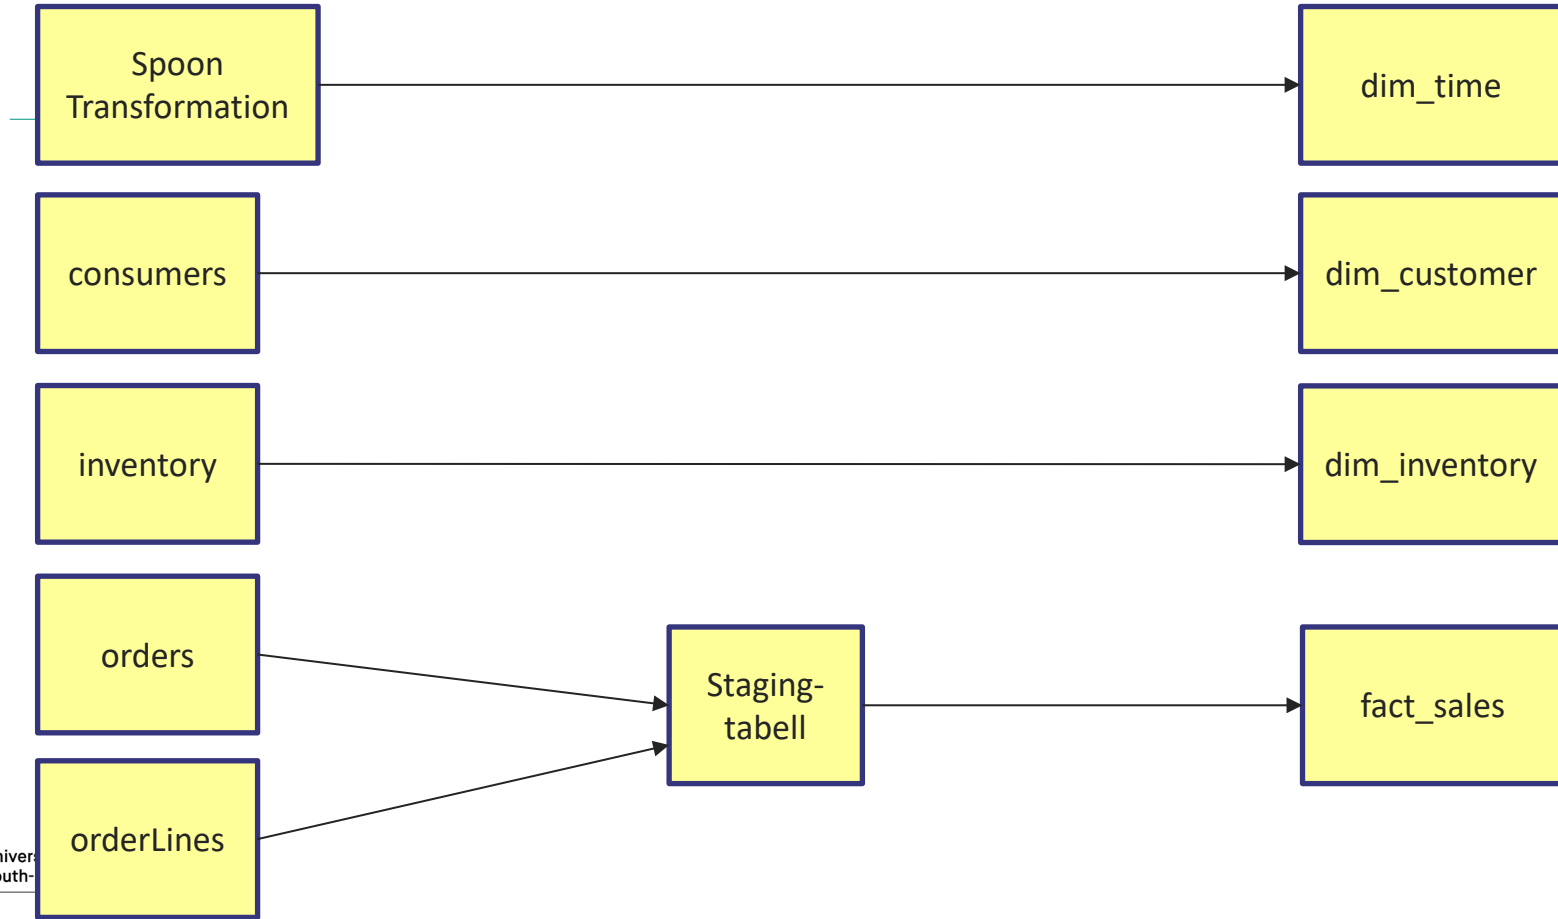 Spoon
Transformation
dim_time
consumers
dim_customer
inventory
dim_inventory
orders
Staging-
tabell
fact_sales
orderLines